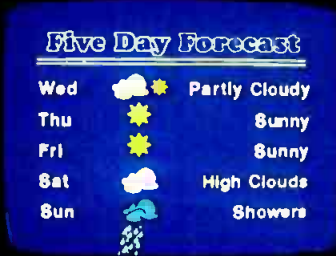 Five Day Forecast
Wed Partly Cloudy
Thu Sunny
Fri Sunny
Sat High Clouds
Sun Showers